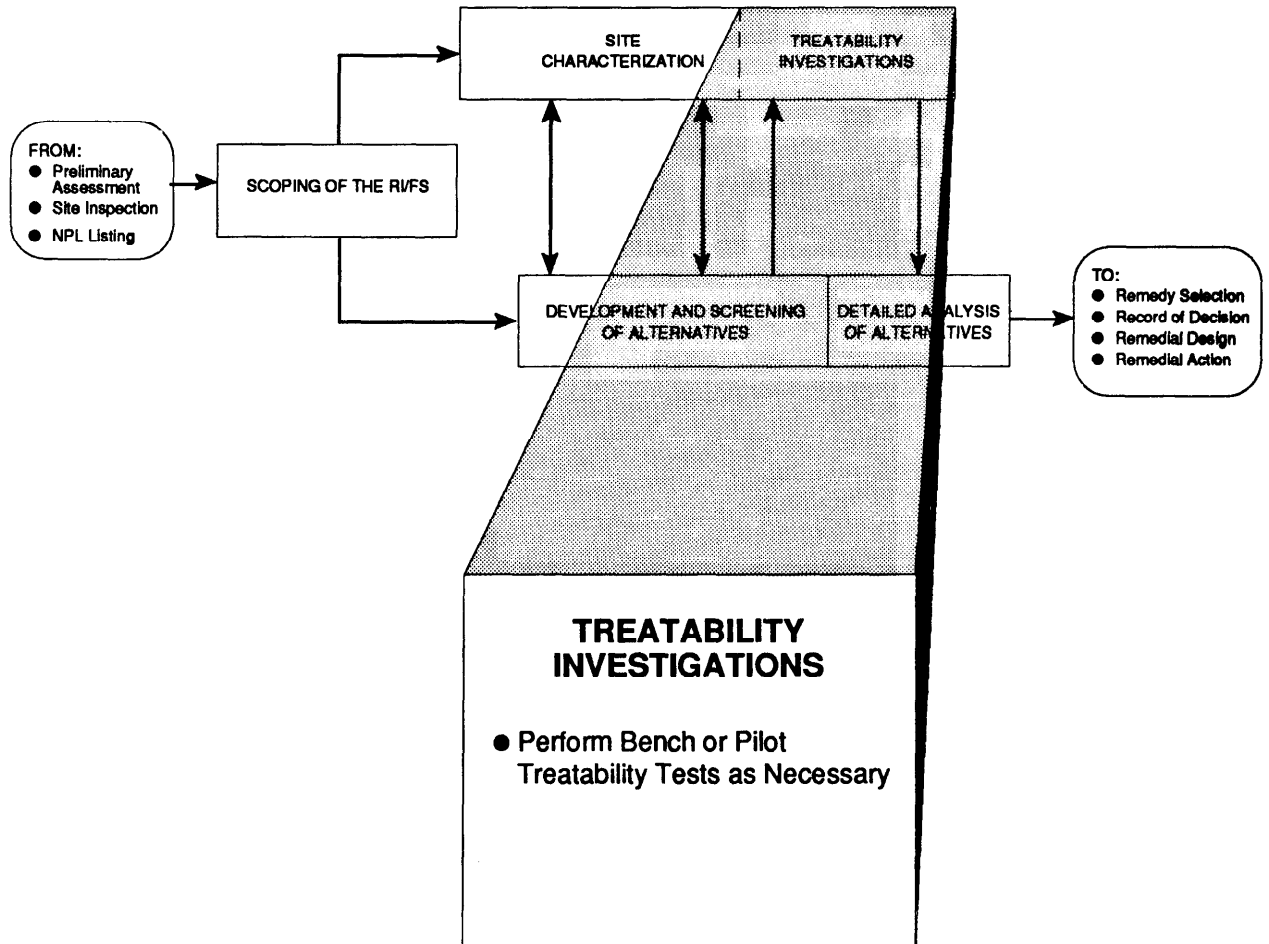 SITE
CHARACTERIZATION
TREATABILITY
INVESTIGATIONS
FROM:
● Preliminary
Assessment
● Site Inspection
● NPL Listing
SCOPING OF THE RI/FS
DEVELOPMENT AND SCREENING
OF ALTERNATIVES
DETAILED ANALYSIS
OF ALTERNATIVES
TO:
● Remedy Selection
● Record of Decision
● Remedial Design
● Remedial Action
TREATABILITY
INVESTIGATIONS
● Perform Bench or Pilot
Treatability Tests as Necessary